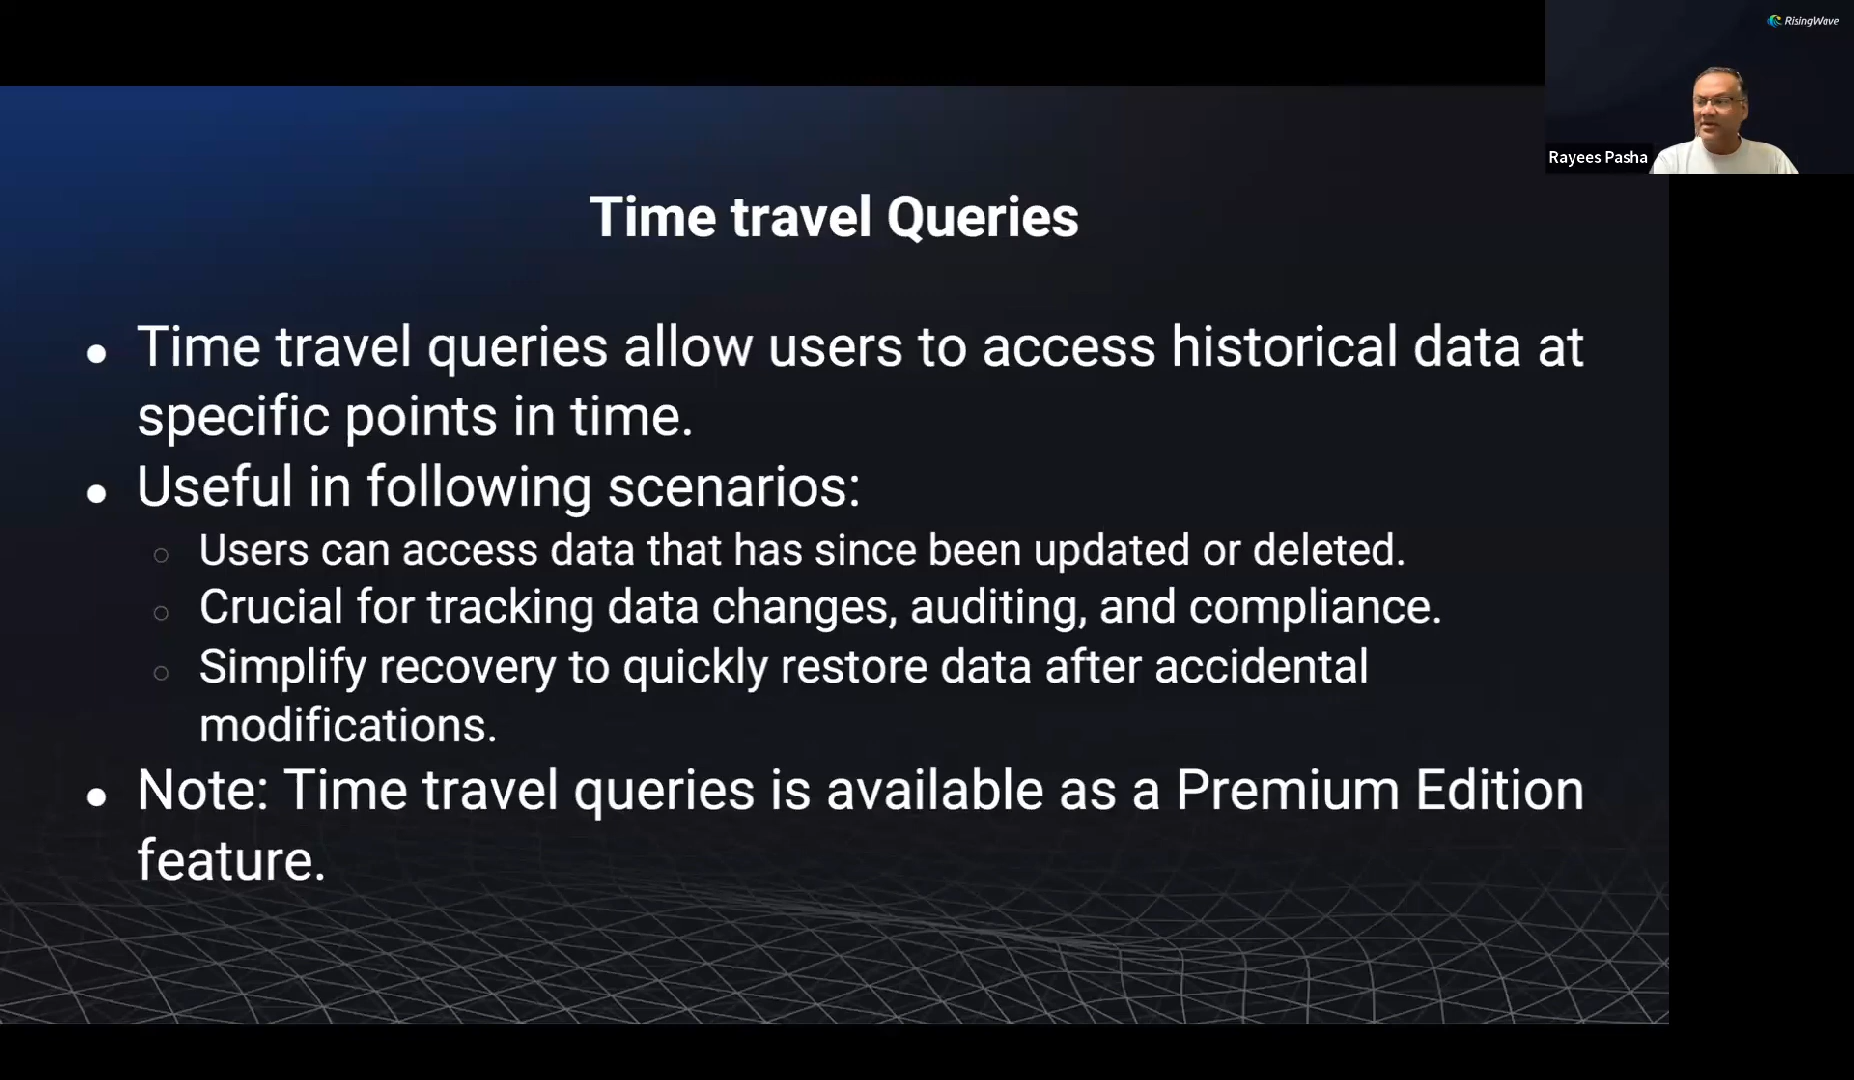 RisingWave
Rayees Pasha
Time travel Queries
● Time travel queries allow users to access historical data at
specific points in time.
● Useful in following scenarios:
○ Users can access data that has since been updated or deleted.
○ Crucial for tracking data changes, auditing, and compliance.
○ Simplify recovery to quickly restore data after accidental
modifications.
● Note: Time travel queries is available as a Premium Edition
feature.